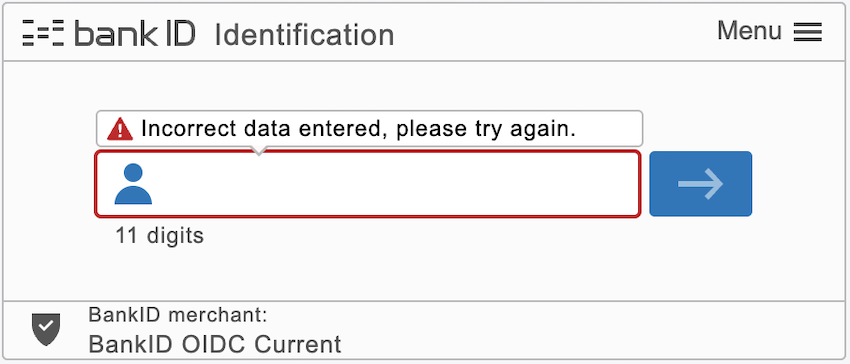 bank ID Identification Menu
Incorrect data entered, please try again.
11 digits
BankID merchant:
BankID OIDC Current